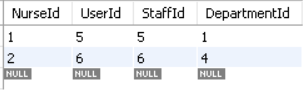 NurseId UserId StaffId DepartmentId
1 5 5 1
2 6 6 4
NULL NULL NULL NULL